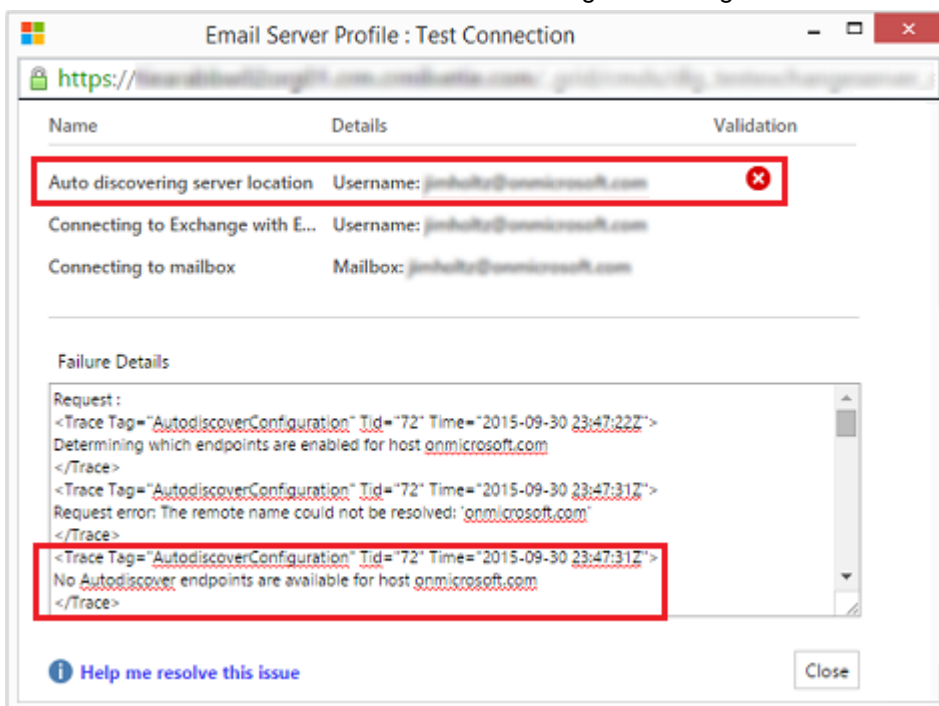 Email Server Profile : Test Connection
https://
Name Details Validation
Auto discovering server location Username:
Connecting to Exchange with E... Username:
Connecting to mailbox Mailbox:
Failure Details
Request :
<Trace Tag="AutodiscoverConfiguration" Tid="72" Time="2015-09-30 23:47:22Z">
Determining which endpoints are enabled for host onmicrosoft.com
</Trace>
<Trace Tag="AutodiscoverConfiguration" Tid="72" Time="2015-09-30 23:47:31Z">
Request error: The remote name could not be resolved: 'onmicrosoft.com'
</Trace>
<Trace Tag="AutodiscoverConfiguration" Tid="72" Time="2015-09-30 23:47:31Z">
No Autodiscover endpoints are available for host onmicrosoft.com
</Trace>
Help me resolve this issue
Close